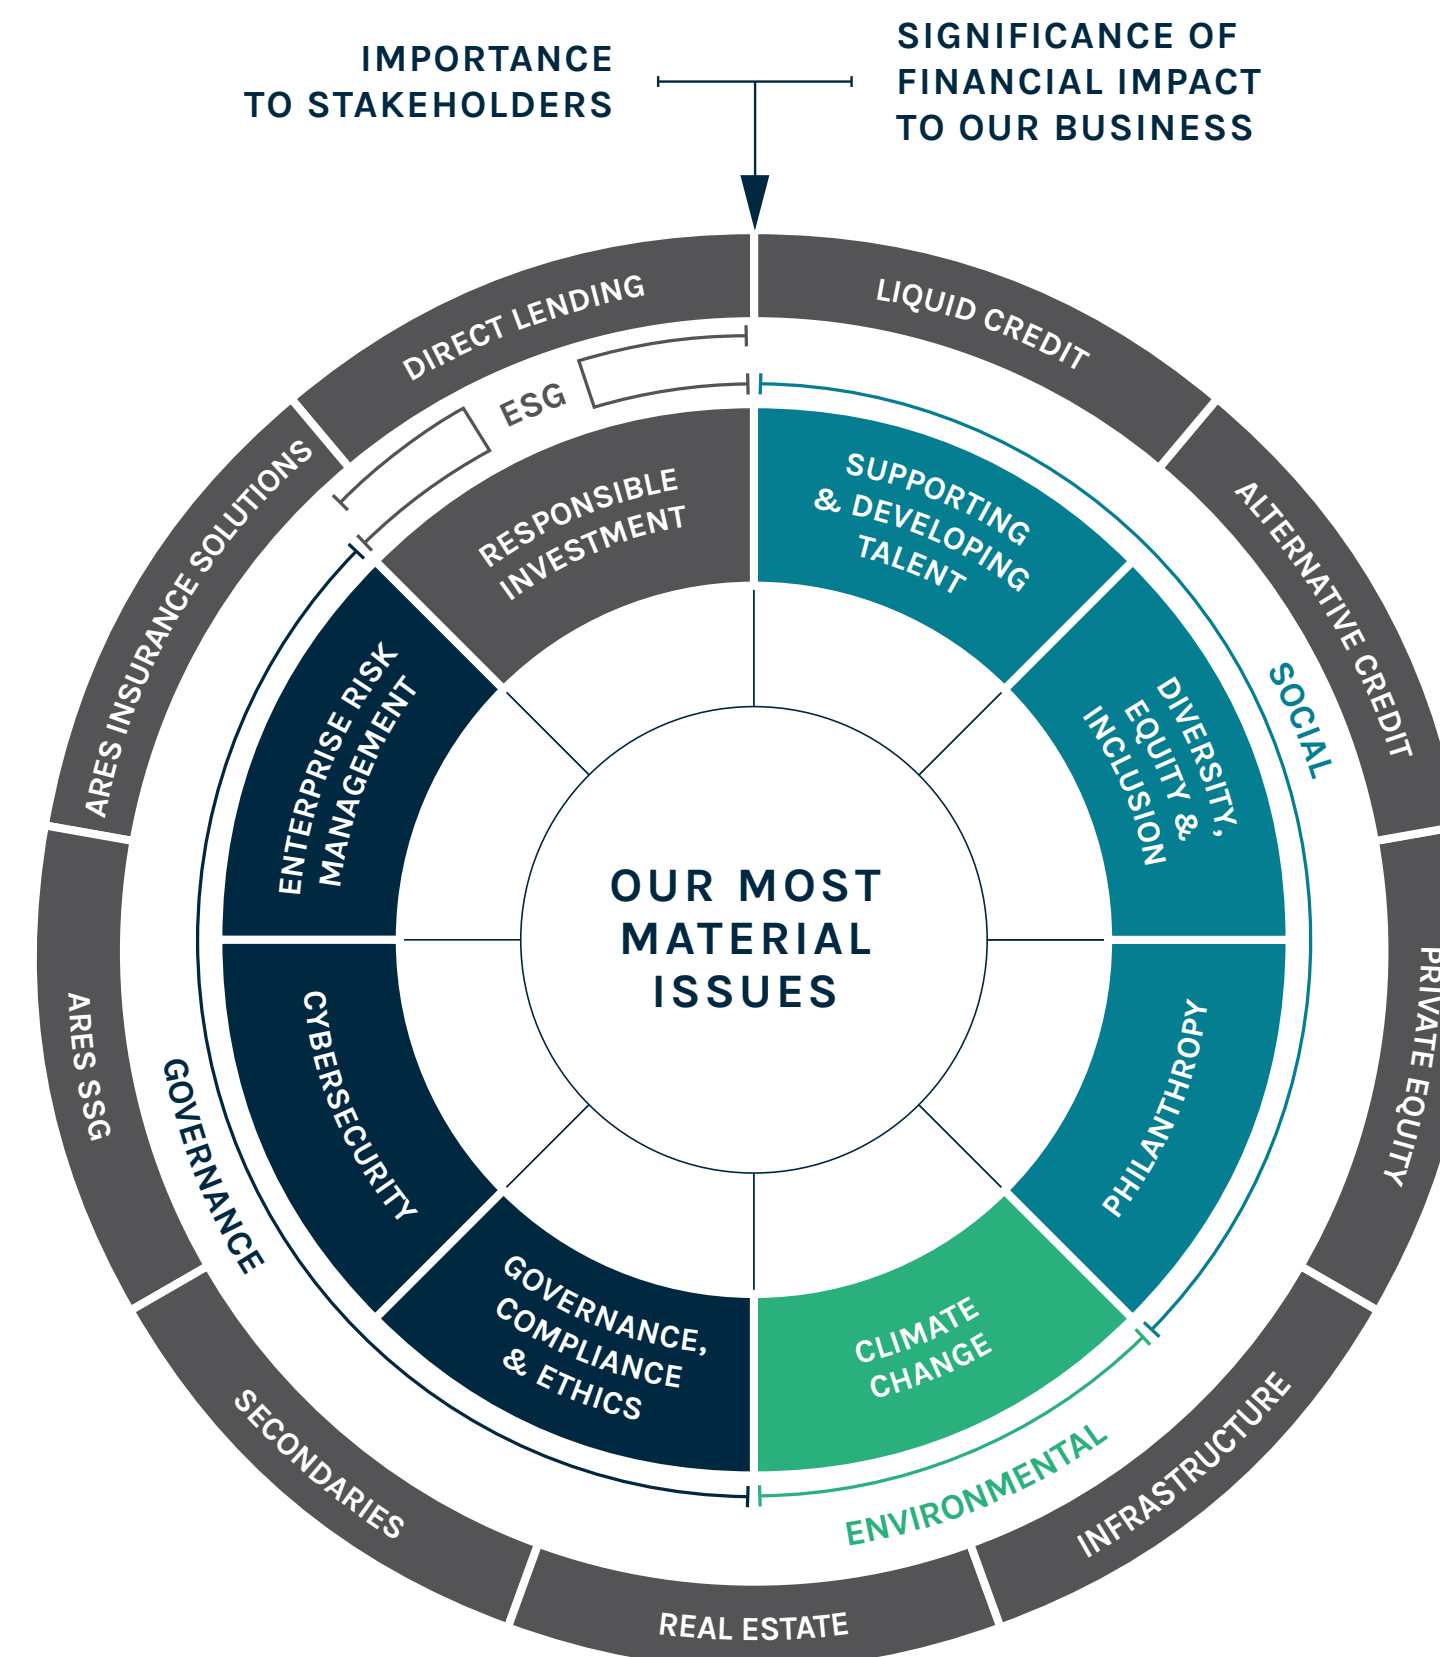 IMPORTANCE
TO STAKEHOLDERS
SIGNIFICANCE OF
FINANCIAL IMPACT
TO OUR BUSINESS
DIRECT LENDING
LIQUID CREDIT
ALTERNATIVE CREDIT
PRIVATE EQUITY
INFRASTRUCTURE
REAL ESTATE
SECONDARIES
ARES SSG
ARES INSURANCE SOLUTIONS
ESG
SOCIAL
ENVIRONMENTAL
GOVERNANCE
RESPONSIBLE
INVESTMENT
SUPPORTING
& DEVELOPING
TALENT
DIVERSITY,
EQUITY &
INCLUSION
PHILANTHROPY
CLIMATE
CHANGE
GOVERNANCE,
COMPLIANCE
& ETHICS
CYBERSECURITY
ENTERPRISE RISK
MANAGEMENT
OUR MOST
MATERIAL
ISSUES